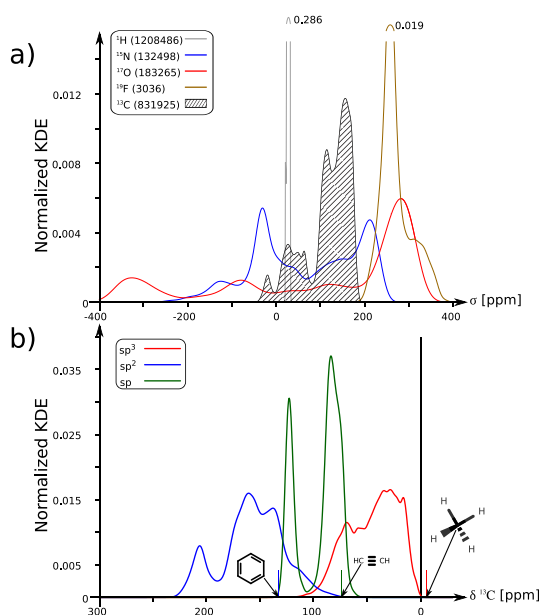 a)
0.286
0.019
¹H (1208486)
¹⁵N (132498)
¹⁷O (183265)
¹⁹F (3036)
¹³C (831925)
Normalized KDE
0.012
0.008
0.004
0
-400 -200 0 200 400
σ [ppm]
b)
sp³
sp²
sp
Normalized KDE
0.035
0.025
0.015
0.005
0
HC CH
H
H
H
H
300 200 100 0
δ ¹³C [ppm]